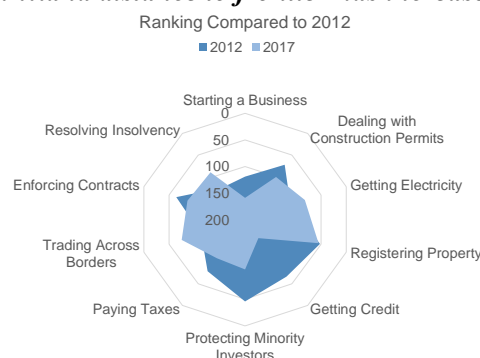 Ranking Compared to 2012
2012 2017
Starting a Business
0
Dealing with
Construction Permits
Resolving Insolvency
50
100
Enforcing Contracts
Getting Electricity
150
200
Trading Across
Borders
Registering Property
Paying Taxes
Getting Credit
Protecting Minority
Investors